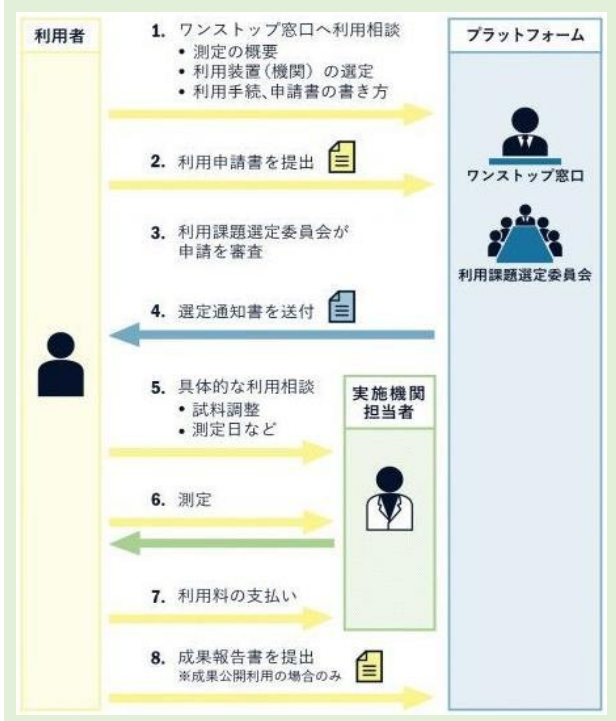 利用者
プラットフォーム
1. ワンストップ窓口へ利用相談
• 測定の概要
• 利用装置(機関) の選定
• 利用手続、申請書の書き方
ワンストップ窓口
2. 利用申請書を提出
利用課題選定委員会
3. 利用課題選定委員会が
申請を審査
4. 選定通知書を送付
実施機関
担当者
5. 具体的な利用相談
• 試料調整
• 測定日など
6. 測定
7. 利用料の支払い
8. 成果報告書を提出
※成果公開利用の場合のみ